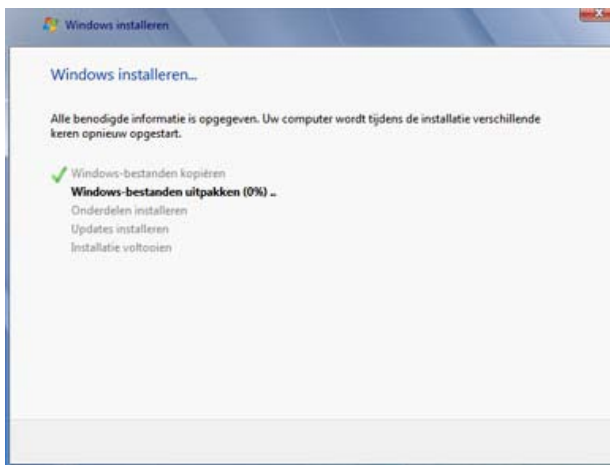 Windows installeren
Windows installeren...
Alle benodigde informatie is opgegeven. Uw computer wordt tijdens de installatie verschillende
keren opnieuw opgestart.
Windows-bestanden kopiëren
Windows-bestanden uitpakken (0%) ..
Onderdelen installeren
Updates installeren
Installatie voltooien